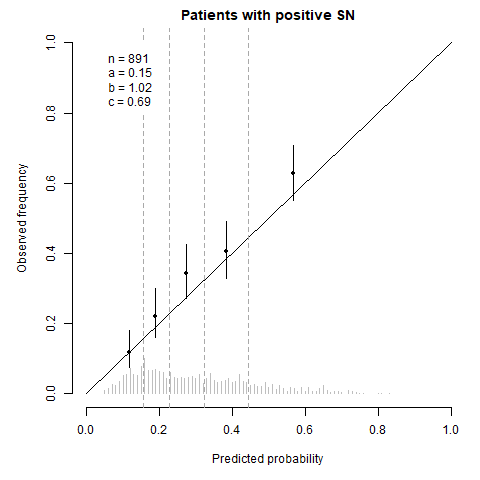 Patients with positive SN
n = 891
a = 0.15
b = 1.02
c = 0.69
Observed frequency
1.0
0.8
0.6
0.4
0.2
0.0
0.0 0.2 0.4 0.6 0.8 1.0
Predicted probability